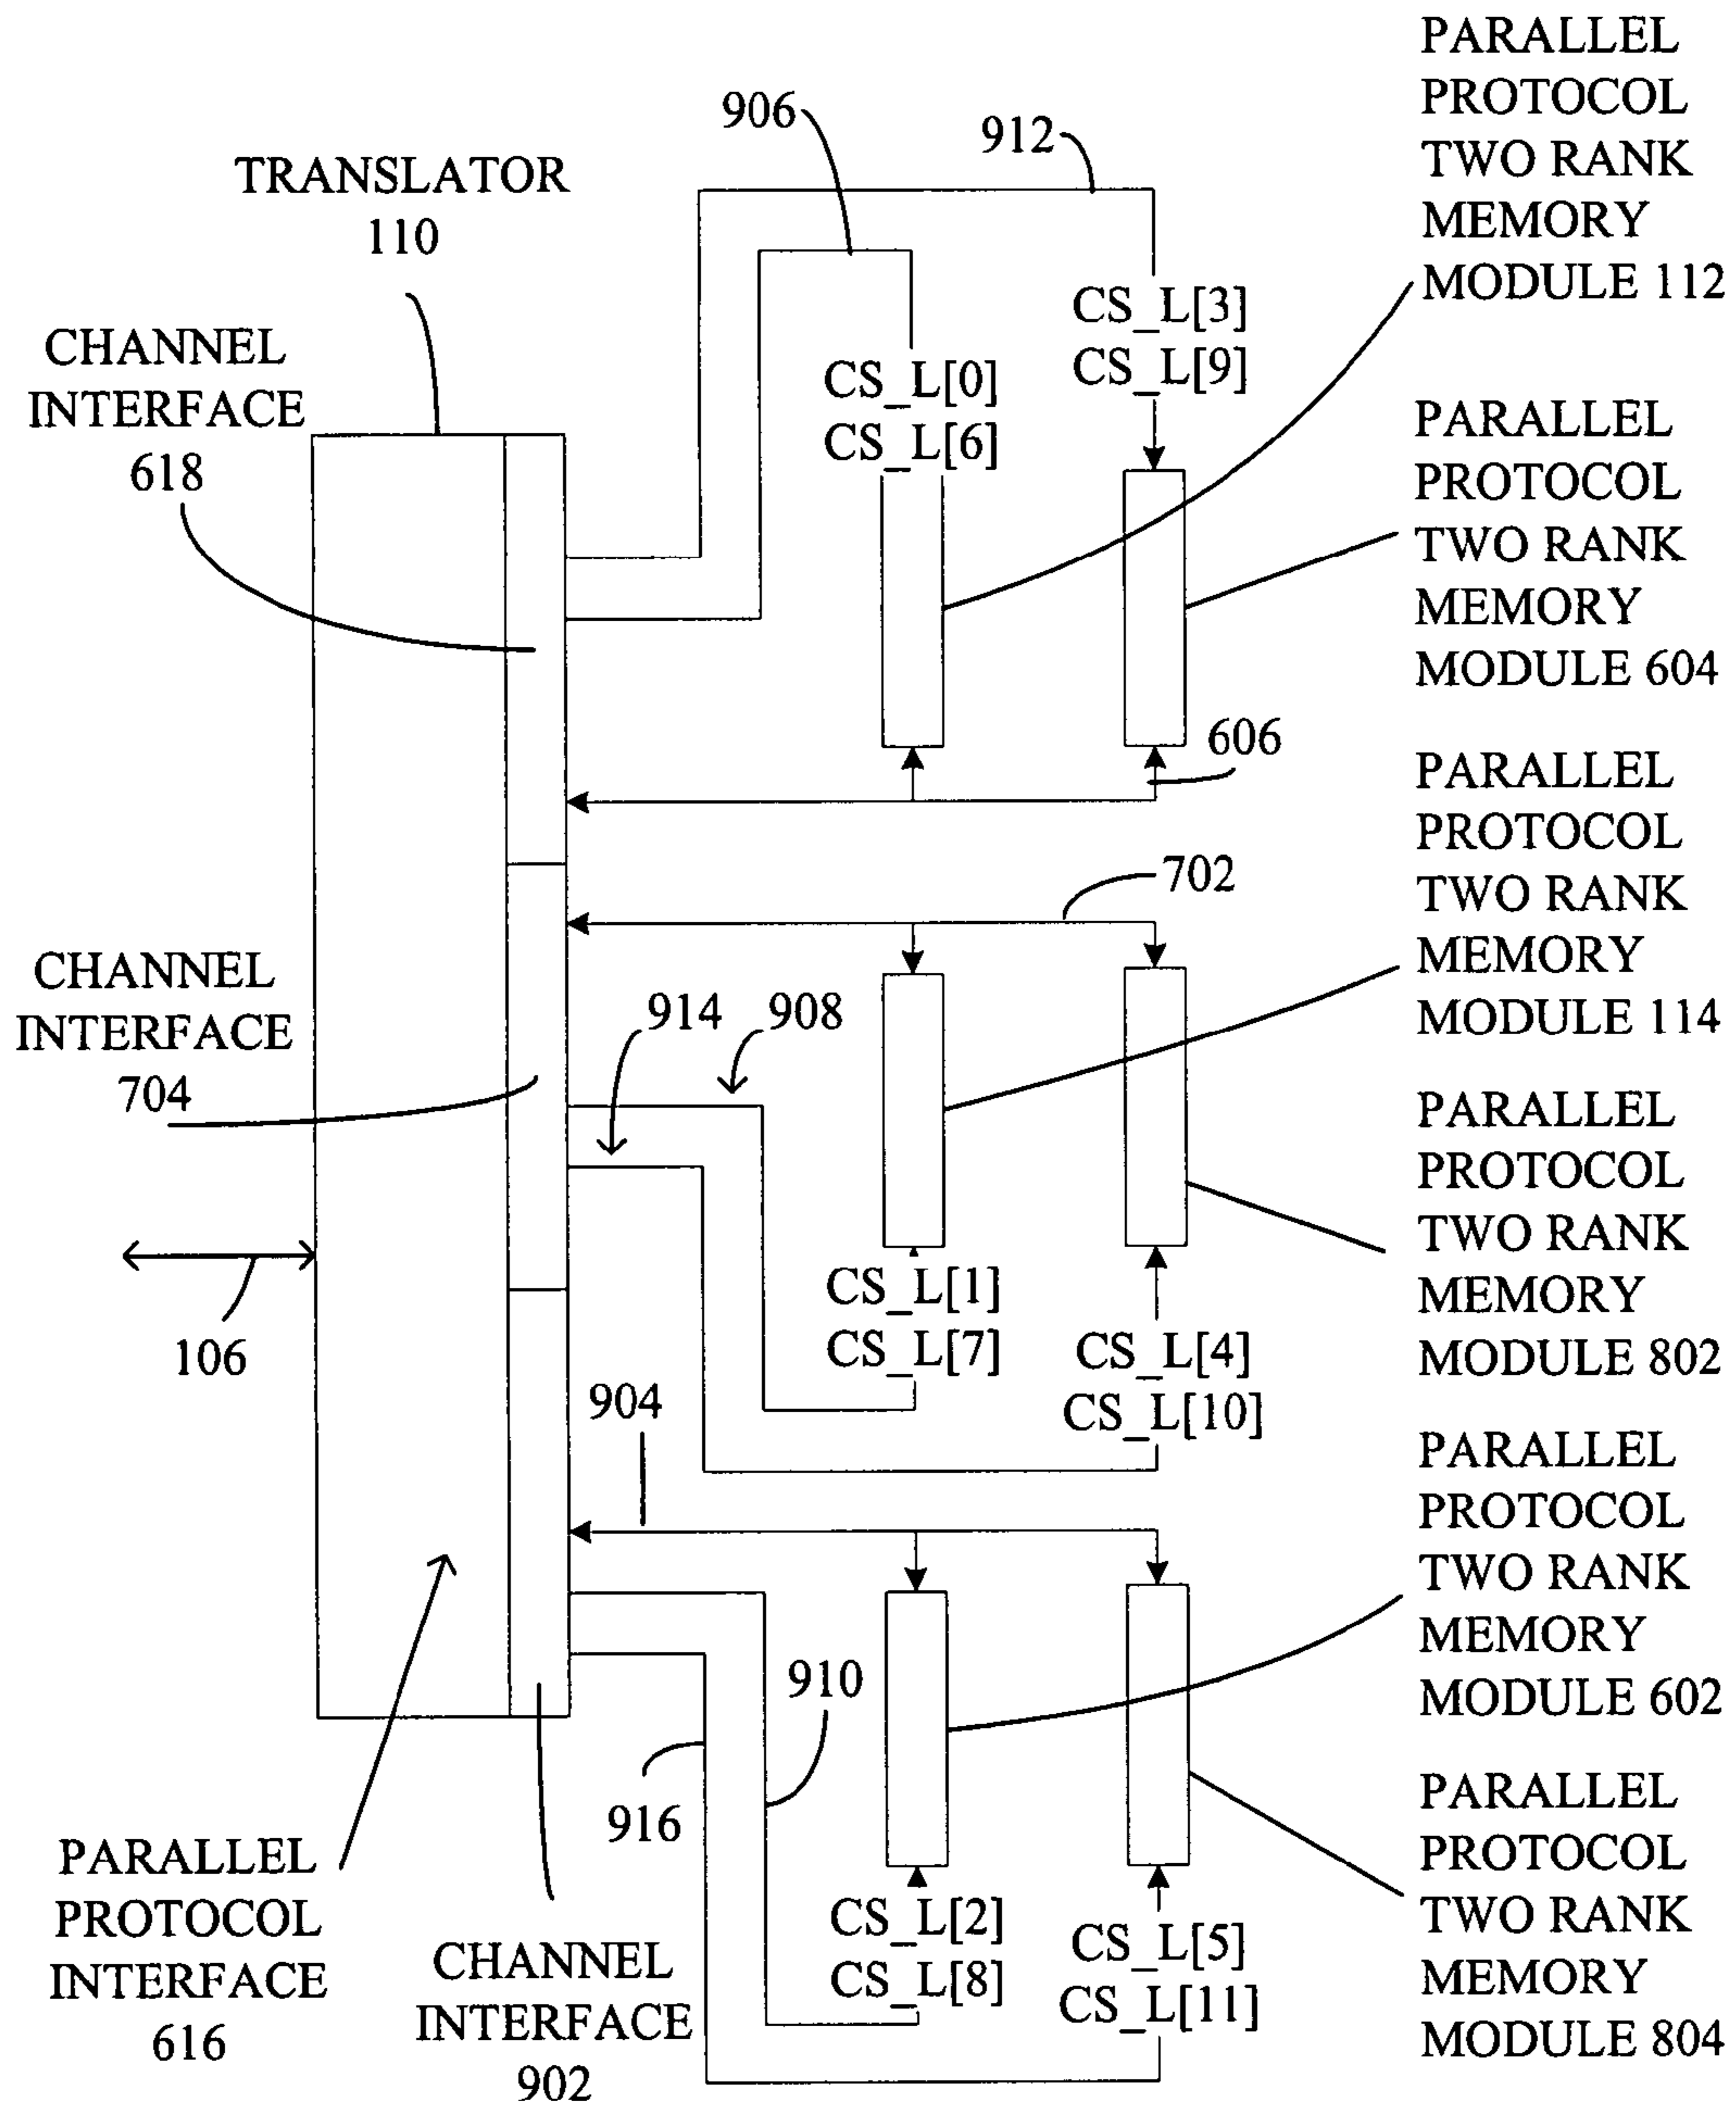 PARALLEL
PROTOCOL
TWO RANK
MEMORY
MODULE 112
906
912
TRANSLATOR
110
CS_L[3]
CS_L[9]
CHANNEL
INTERFACE
618
CS_L[0]
CS_L[6]
PARALLEL
PROTOCOL
TWO RANK
MEMORY
MODULE 604
606
PARALLEL
PROTOCOL
TWO RANK
MEMORY
MODULE 114
702
CHANNEL
INTERFACE
704
914
908
PARALLEL
PROTOCOL
TWO RANK
MEMORY
MODULE 802
CS_L[1]
CS_L[7]
CS_L[4]
CS_L[10]
106
904
PARALLEL
PROTOCOL
TWO RANK
MEMORY
MODULE 602
910
916
PARALLEL
PROTOCOL
TWO RANK
MEMORY
MODULE 804
PARALLEL
PROTOCOL
INTERFACE
616
CS_L[2]
CS_L[8]
CS_L[5]
CS_L[11]
CHANNEL
INTERFACE
902